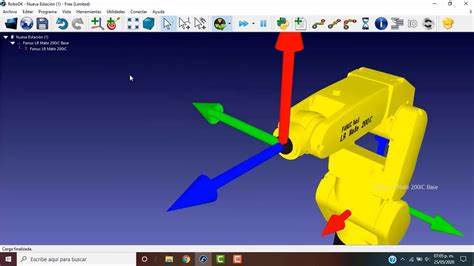 RoboDK - Nueva Estación (1) - Free (Limited)
Archivo Editar Programa Vista Herramientas Utilidades Conectar Ayuda
Nueva Estación (1)
Fanuc LR Mate 200iC Base
Fanuc LR Mate 200iC
FANUC Robot
LR Mate 200iC
Fanuc LR Mate 200iC Base
Carga finalizada.
Escribe aquí para buscar
07:05 p. m.
25/03/2020